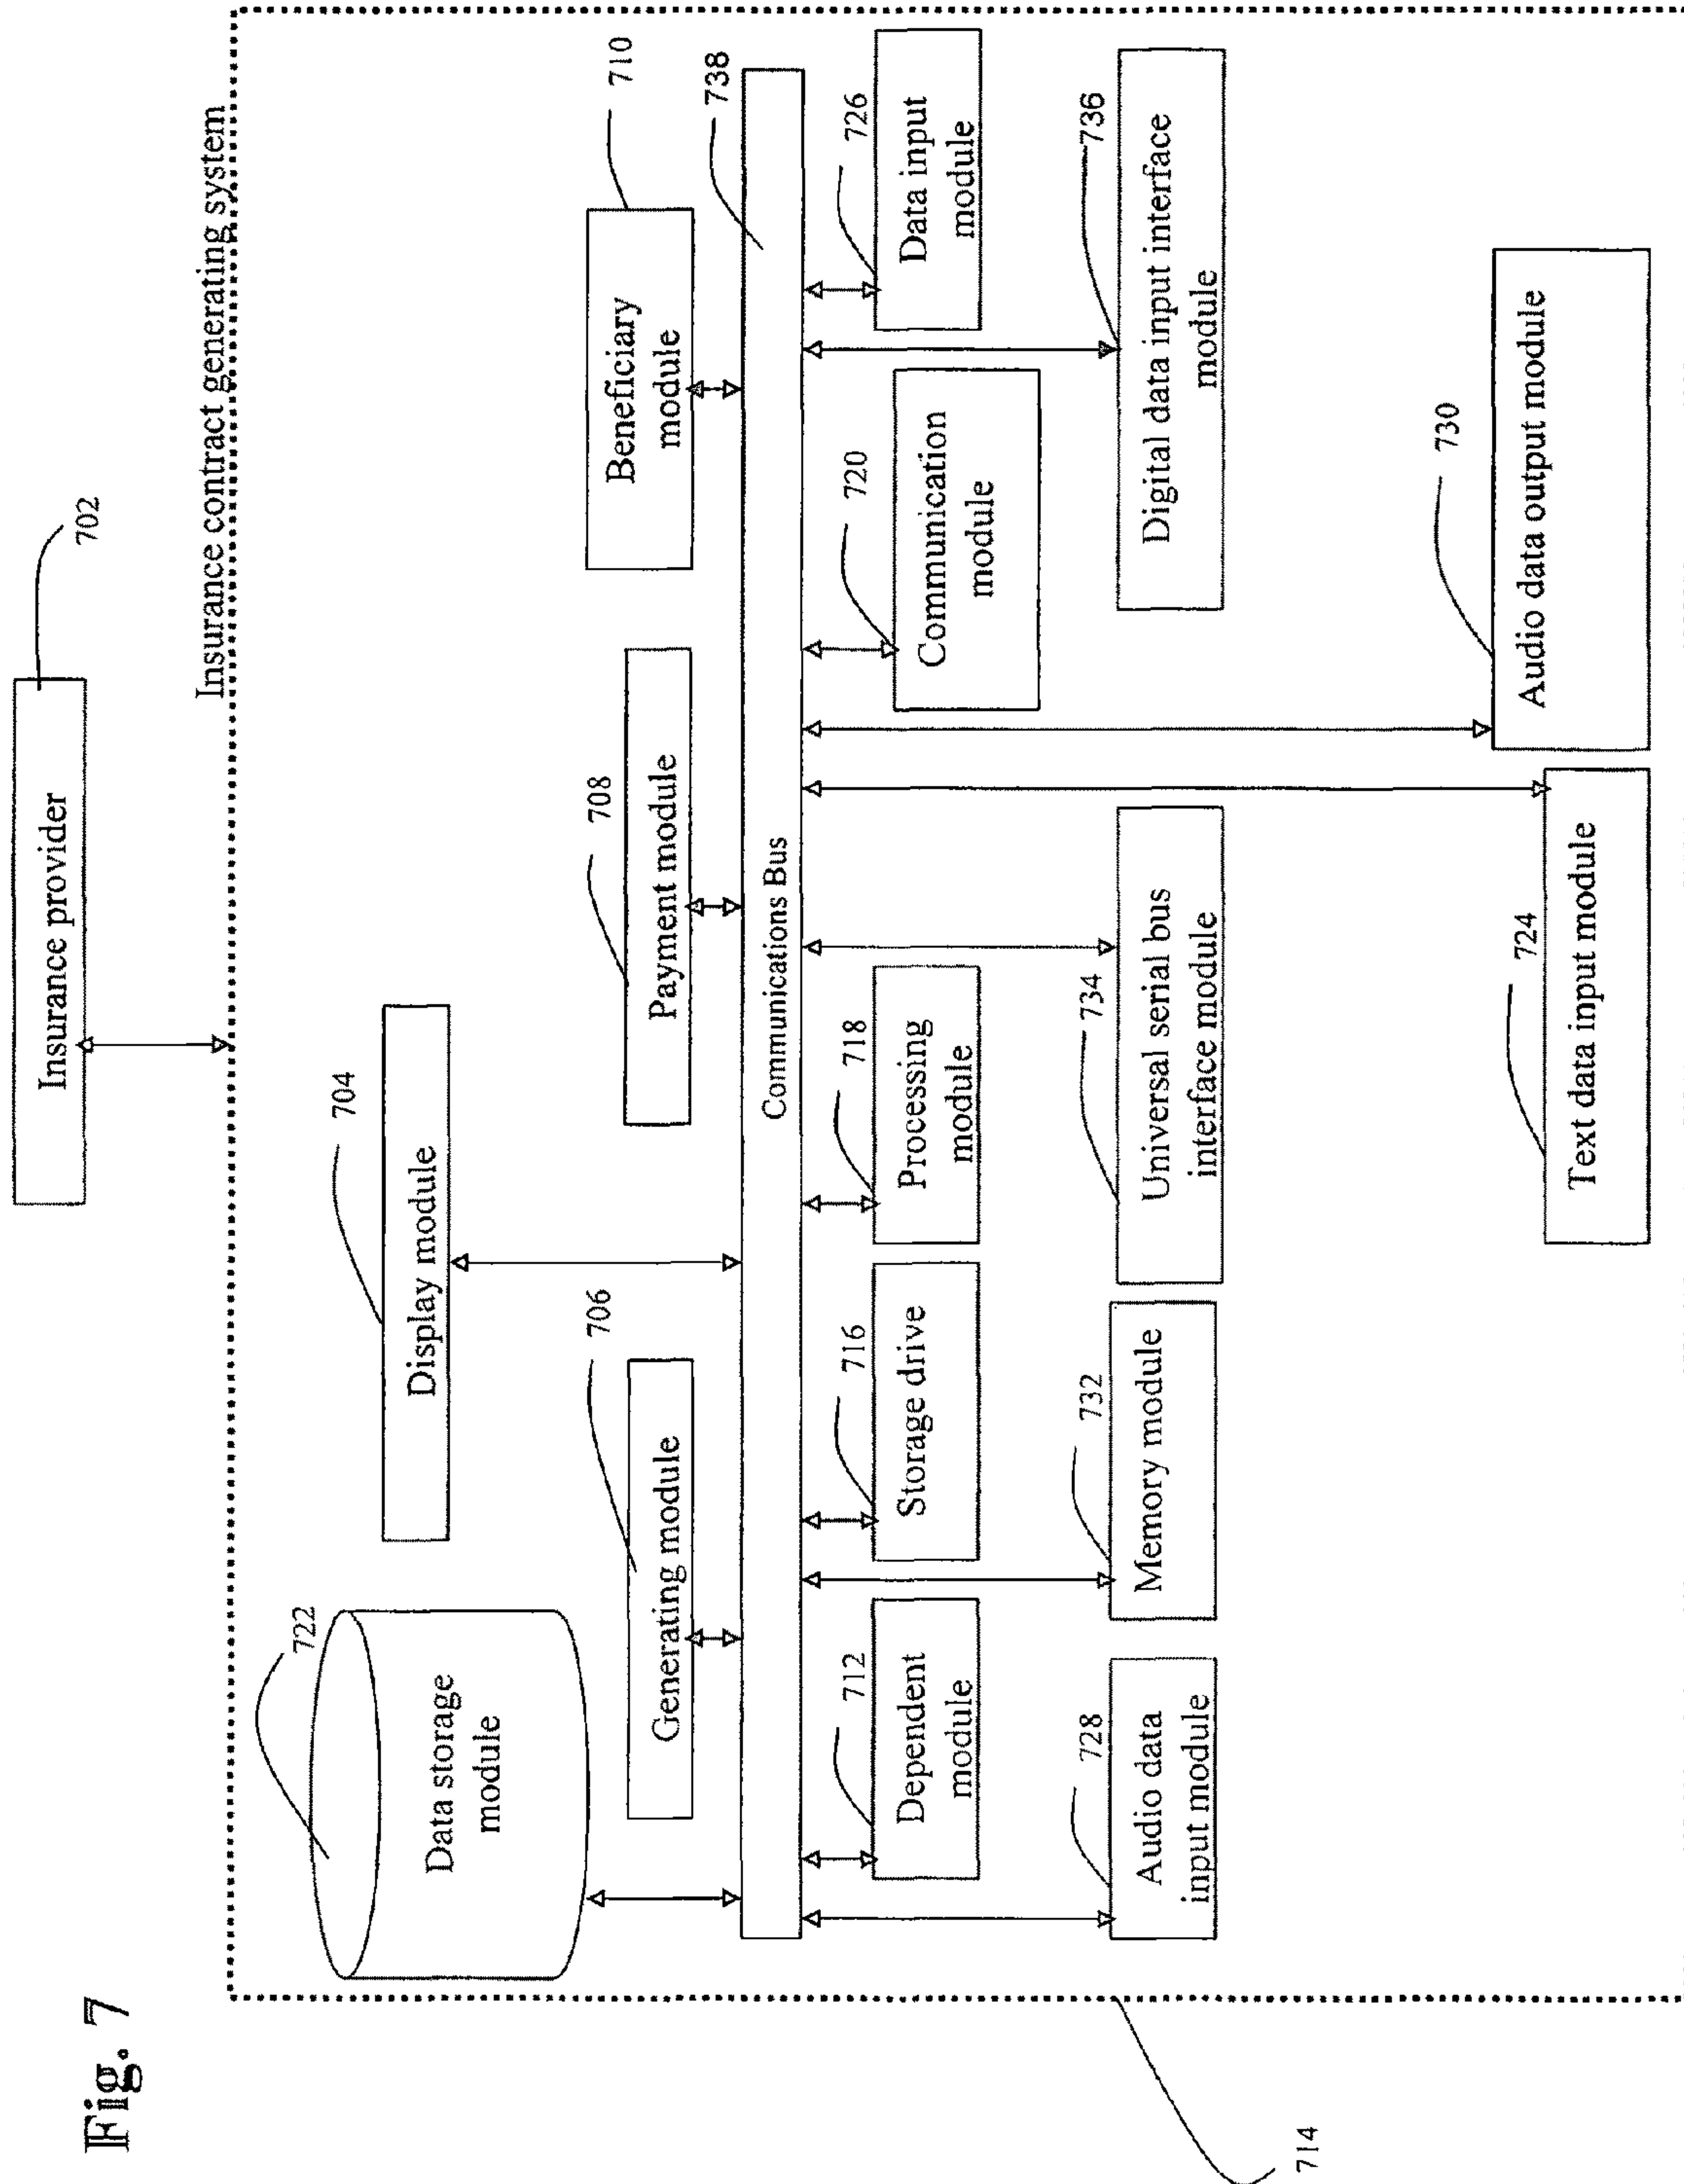 Fig. 7
Insurance provider
702
Insurance contract generating system
722
Data storage
module
704
Display module
706
Generating module
708
Payment module
710
Beneficiary
module
738
Communications Bus
712
Dependent
module
716
Storage drive
718
Processing
module
720
Communication
module
726
Data input
module
728
Audio data
input module
732
Memory module
734
Universal serial bus
interface module
736
Digital data input interface
module
724
Text data input module
730
Audio data output module
714